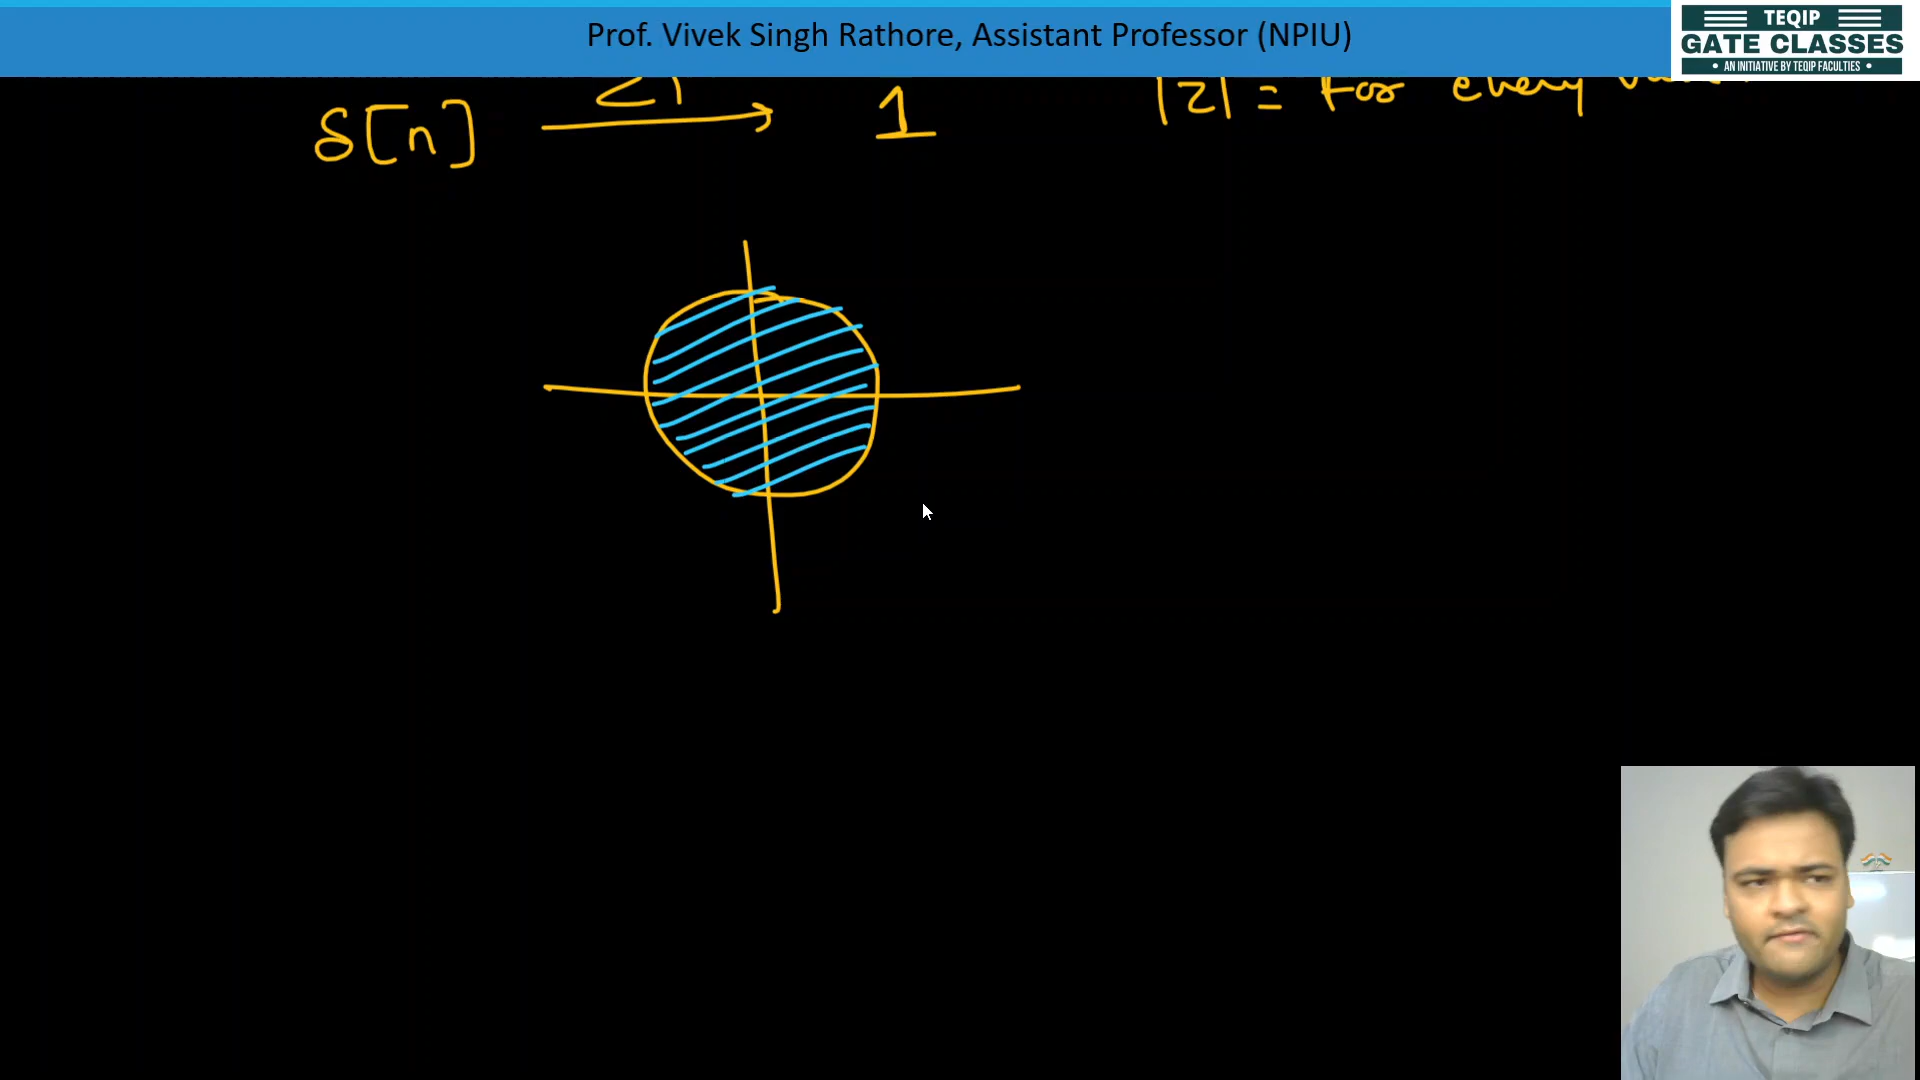 Prof. Vivek Singh Rathore, Assistant Professor (NPIU)
TEQIP
GATE CLASSES
• AN INITIATIVE BY TEQIP FACULTIES •
δ[n] → 1
|z| = for every